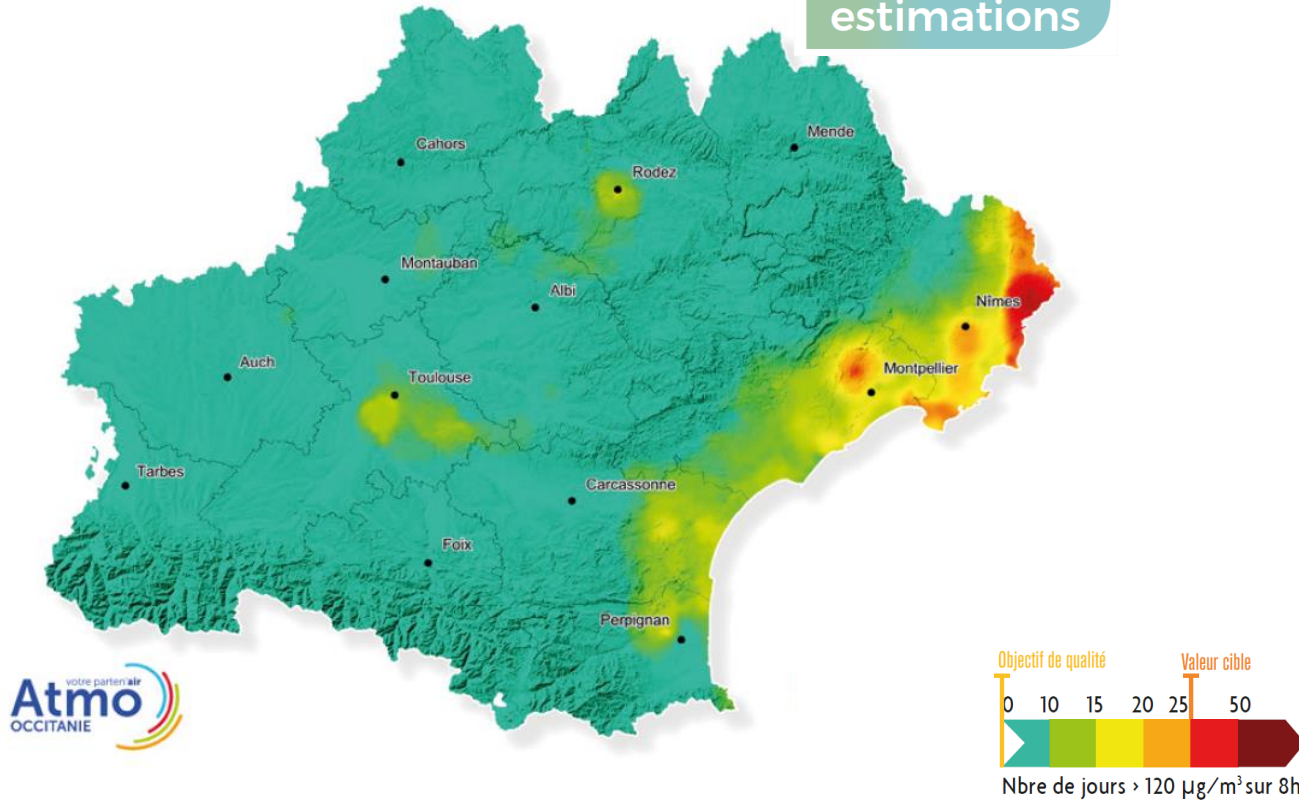 estimations
Cahors
Mende
Rodez
Montauban
Albi
Nîmes
Auch
Toulouse
Montpellier
Tarbes
Carcassonne
Foix
Perpignan
votre parten'air
Atmo
OCCITANIE
Objectif de qualité
Valeur cible
0 10 15 20 25 50
Nbre de jours > 120 µg/m³ sur 8h